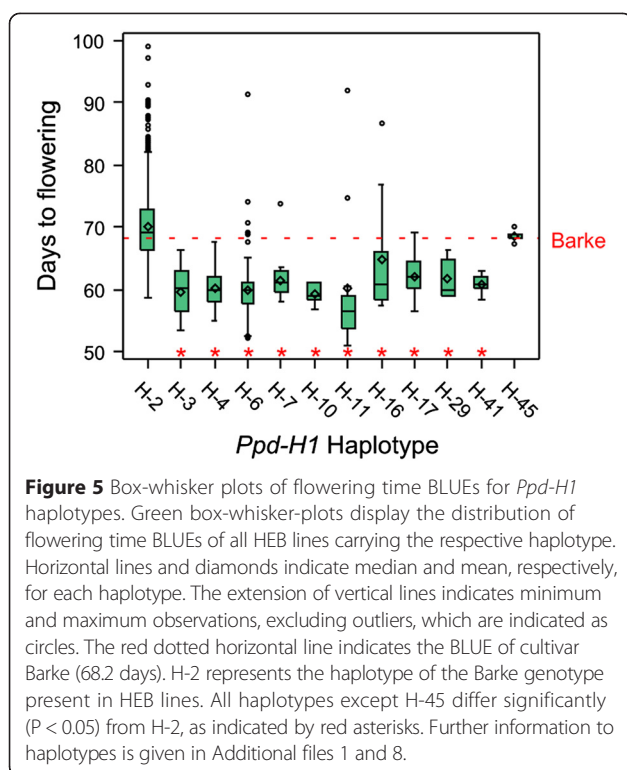 100
90
80
70
60
50
Days to flowering
Barke
* * * * * * * * * *
H-2 H-3 H-4 H-6 H-7 H-10 H-11 H-16 H-17 H-29 H-41 H-45
Ppd-H1 Haplotype
Figure 5 Box-whisker plots of flowering time BLUEs for Ppd-H1
haplotypes. Green box-whisker-plots display the distribution of
flowering time BLUEs of all HEB lines carrying the respective haplotype.
Horizontal lines and diamonds indicate median and mean, respectively,
for each haplotype. The extension of vertical lines indicates minimum
and maximum observations, excluding outliers, which are indicated as
circles. The red dotted horizontal line indicates the BLUE of cultivar
Barke (68.2 days). H-2 represents the haplotype of the Barke genotype
present in HEB lines. All haplotypes except H-45 differ significantly
(P < 0.05) from H-2, as indicated by red asterisks. Further information to
haplotypes is given in Additional files 1 and 8.